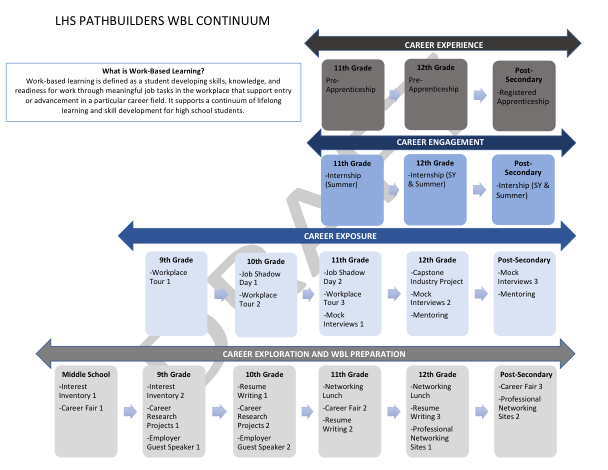 LHS PATHBUILDERS WBL CONTINUUM
What is Work-Based Learning?
Work-based learning is defined as a student developing skills, knowledge, and
readiness for work through meaningful job tasks in the workplace that support entry
or advancement in a particular career field. It supports a continuum of lifelong
learning and skill development for high school students.
CAREER EXPERIENCE
11th Grade
Pre-
Apprenticeship
12th Grade
Pre-
Apprenticeship
Post-
Secondary
-Registered
Apprenticeship
CAREER ENGAGEMENT
11th Grade
-Internship
(Summer)
12th Grade
-Internship (SY
& Summer)
Post-
Secondary
-Intership (SY &
Summer)
CAREER EXPOSURE
9th Grade
-Workplace
Tour 1
10th Grade
-Job Shadow
Day 1
-Workplace
Tour 2
11th Grade
-Job Shadow
Day 2
-Workplace
Tour 3
-Mock
Interviews 1
12th Grade
-Capstone
Industry Project
-Mock
Interviews 2
-Mentoring
Post-Secondary
-Mock
Interviews 3
-Mentoring
CAREER EXPLORATION AND WBL PREPARATION
Middle School
-Interest
Inventory 1
-Career Fair 1
9th Grade
-Interest
Inventory 2
-Career
Research
Projects 1
-Employer
Guest Speaker 1
10th Grade
-Resume
Writing 1
-Career
Research
Projects 2
-Employer
Guest Speaker 2
11th Grade
-Networking
Lunch
-Career Fair 2
-Resume
Writing 2
12th Grade
-Networking
Lunch
-Resume
Writing 3
-Professional
Networking
Sites 1
Post-Secondary
-Career Fair 3
-Professional
Networking
Sites 2
DRAFT